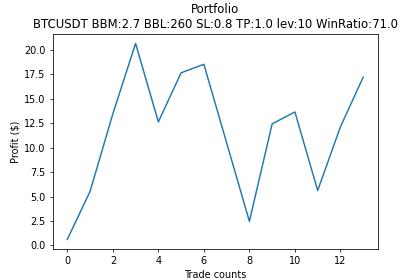 Portfolio
BTCUSDT BBM:2.7 BBL:260 SL:0.8 TP:1.0 lev:10 WinRatio:71.0
Profit ($)
20.0
17.5
15.0
12.5
10.0
7.5
5.0
2.5
0.0
0 2 4 6 8 10 12
Trade counts